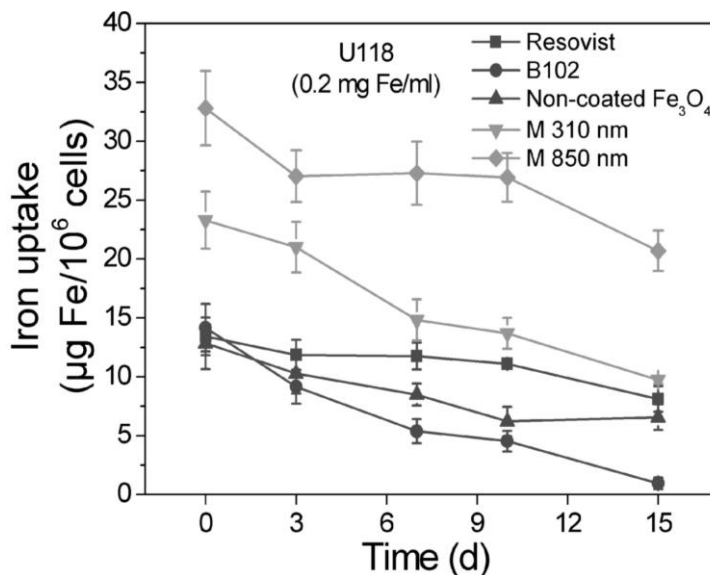 40
35
30
25
20
15
10
5
0
Iron uptake
(µg Fe/10⁶ cells)
U118
(0.2 mg Fe/ml)
Resovist
B102
Non-coated Fe₃O₄
M 310 nm
M 850 nm
0 3 6 9 12 15
Time (d)